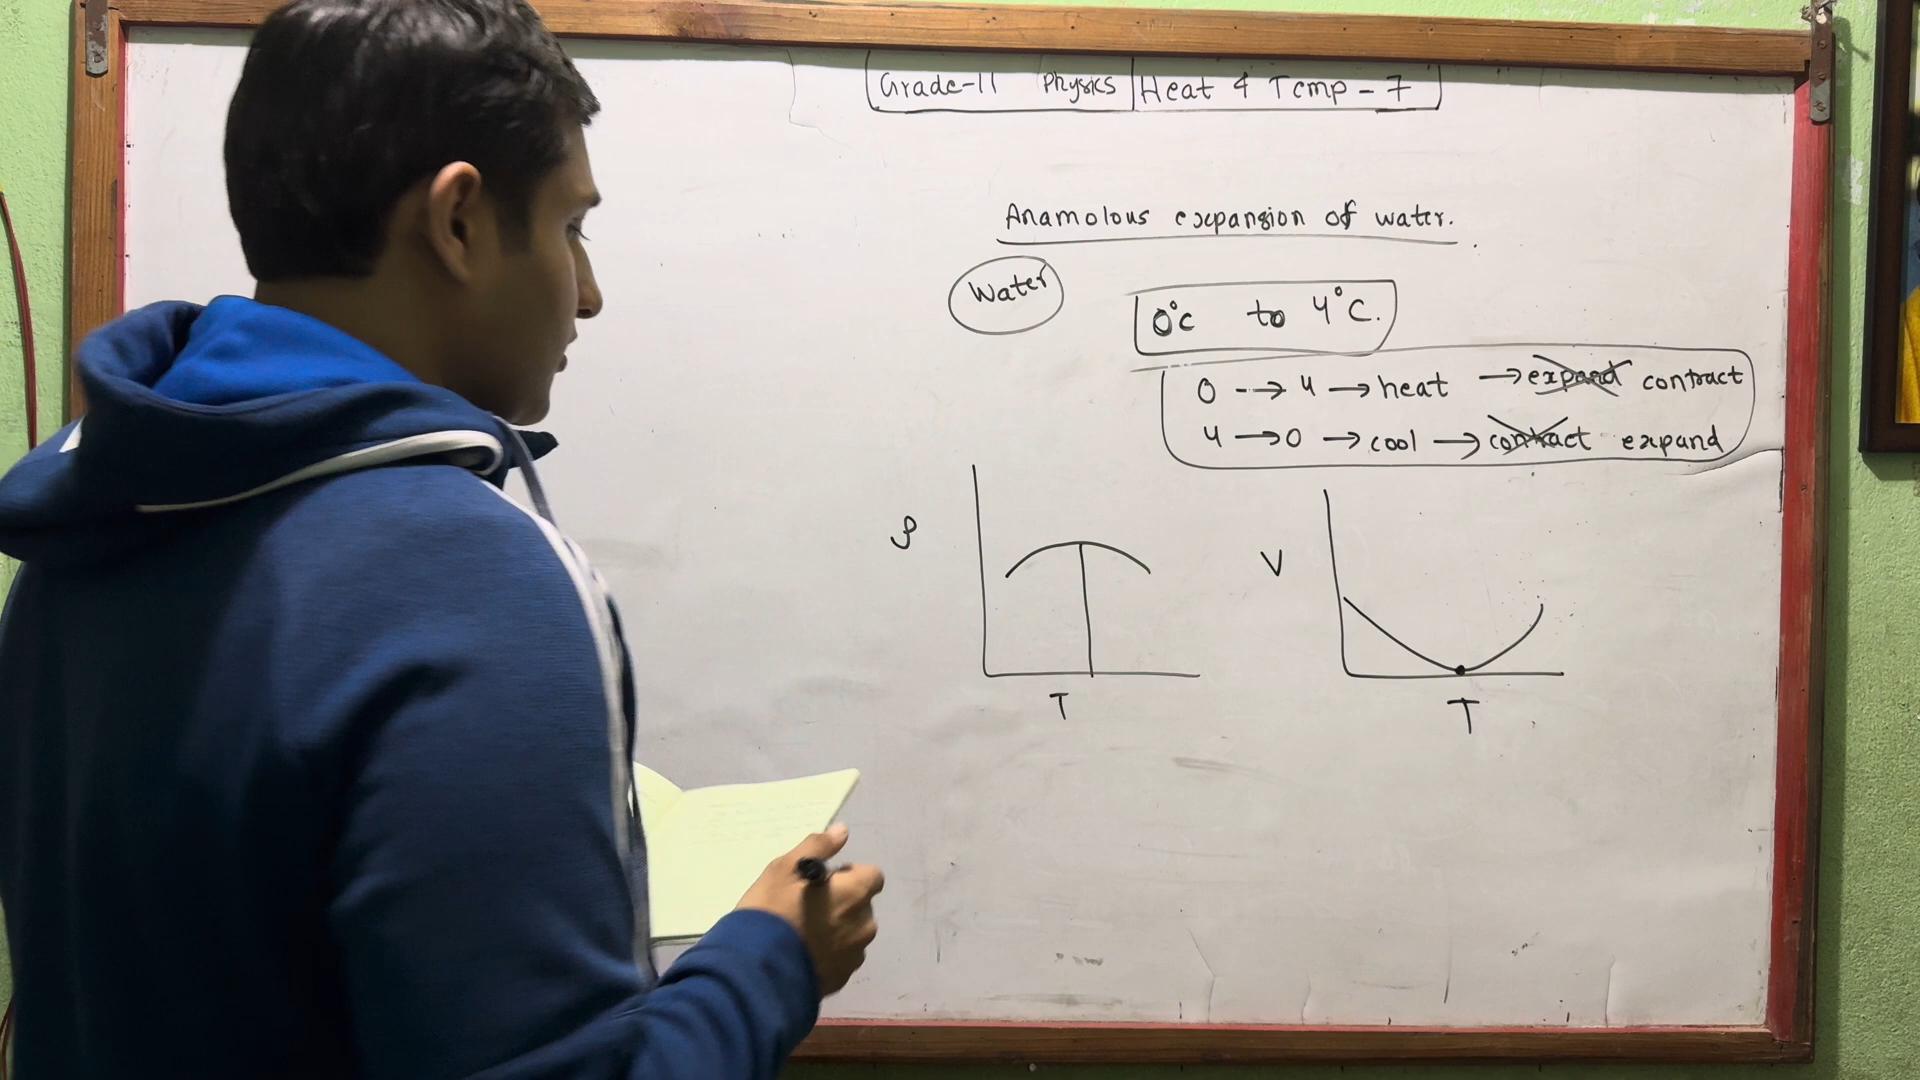 Grade-11 Physics Heat & Temp - 7
Anamolous expansion of water.
Water
0°C to 4°C.
0 → 4 → heat → expand contract
4 → 0 → cool → contract expand
ρ
T
V
T